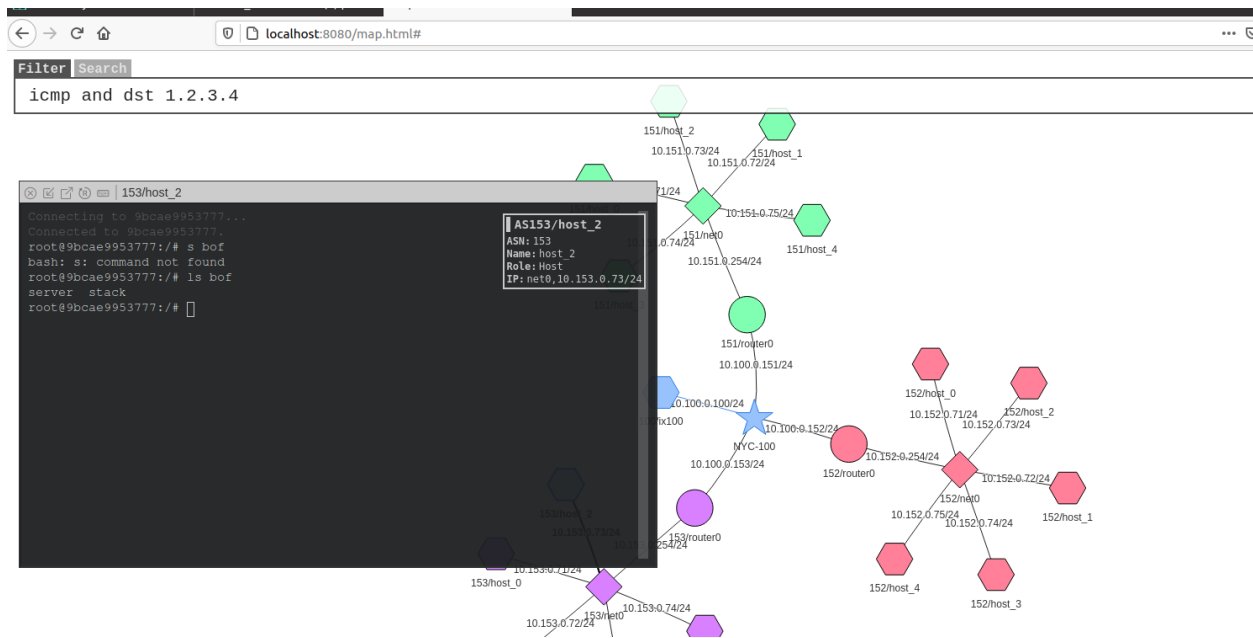 localhost:8080/map.html#
Filter Search
icmp and dst 1.2.3.4
151/host_2
151/host_1
10.151.0.73/24
10.151.0.72/24
71/24
151/net0
10.151.0.75/24
151/host_4
10.151.0.254/24
151/router0
10.100.0.151/24
10.100.0.100/24
/ix100
NYC-100
10.100.0.152/24
10.100.0.153/24
152/router0
10.152.0.254/24
152/host_0
10.152.0.71/24
152/host_2
10.152.0.73/24
152/net0
10.152.0.72/24
152/host_1
10.152.0.75/24
10.152.0.74/24
152/host_4
152/host_3
153/router0
254/24
10.153.0.71/24
153/host_0
153/net0
10.153.0.74/24
10.153.0.72/24
153/host_2
Connecting to 9bcae9953777...
Connected to 9bcae9953777.
root@9bcae9953777:/# s bof
bash: s: command not found
root@9bcae9953777:/# ls bof
server stack
root@9bcae9953777:/#
AS153/host_2
ASN: 153
Name: host_2
Role: Host
IP: net0,10.153.0.73/24